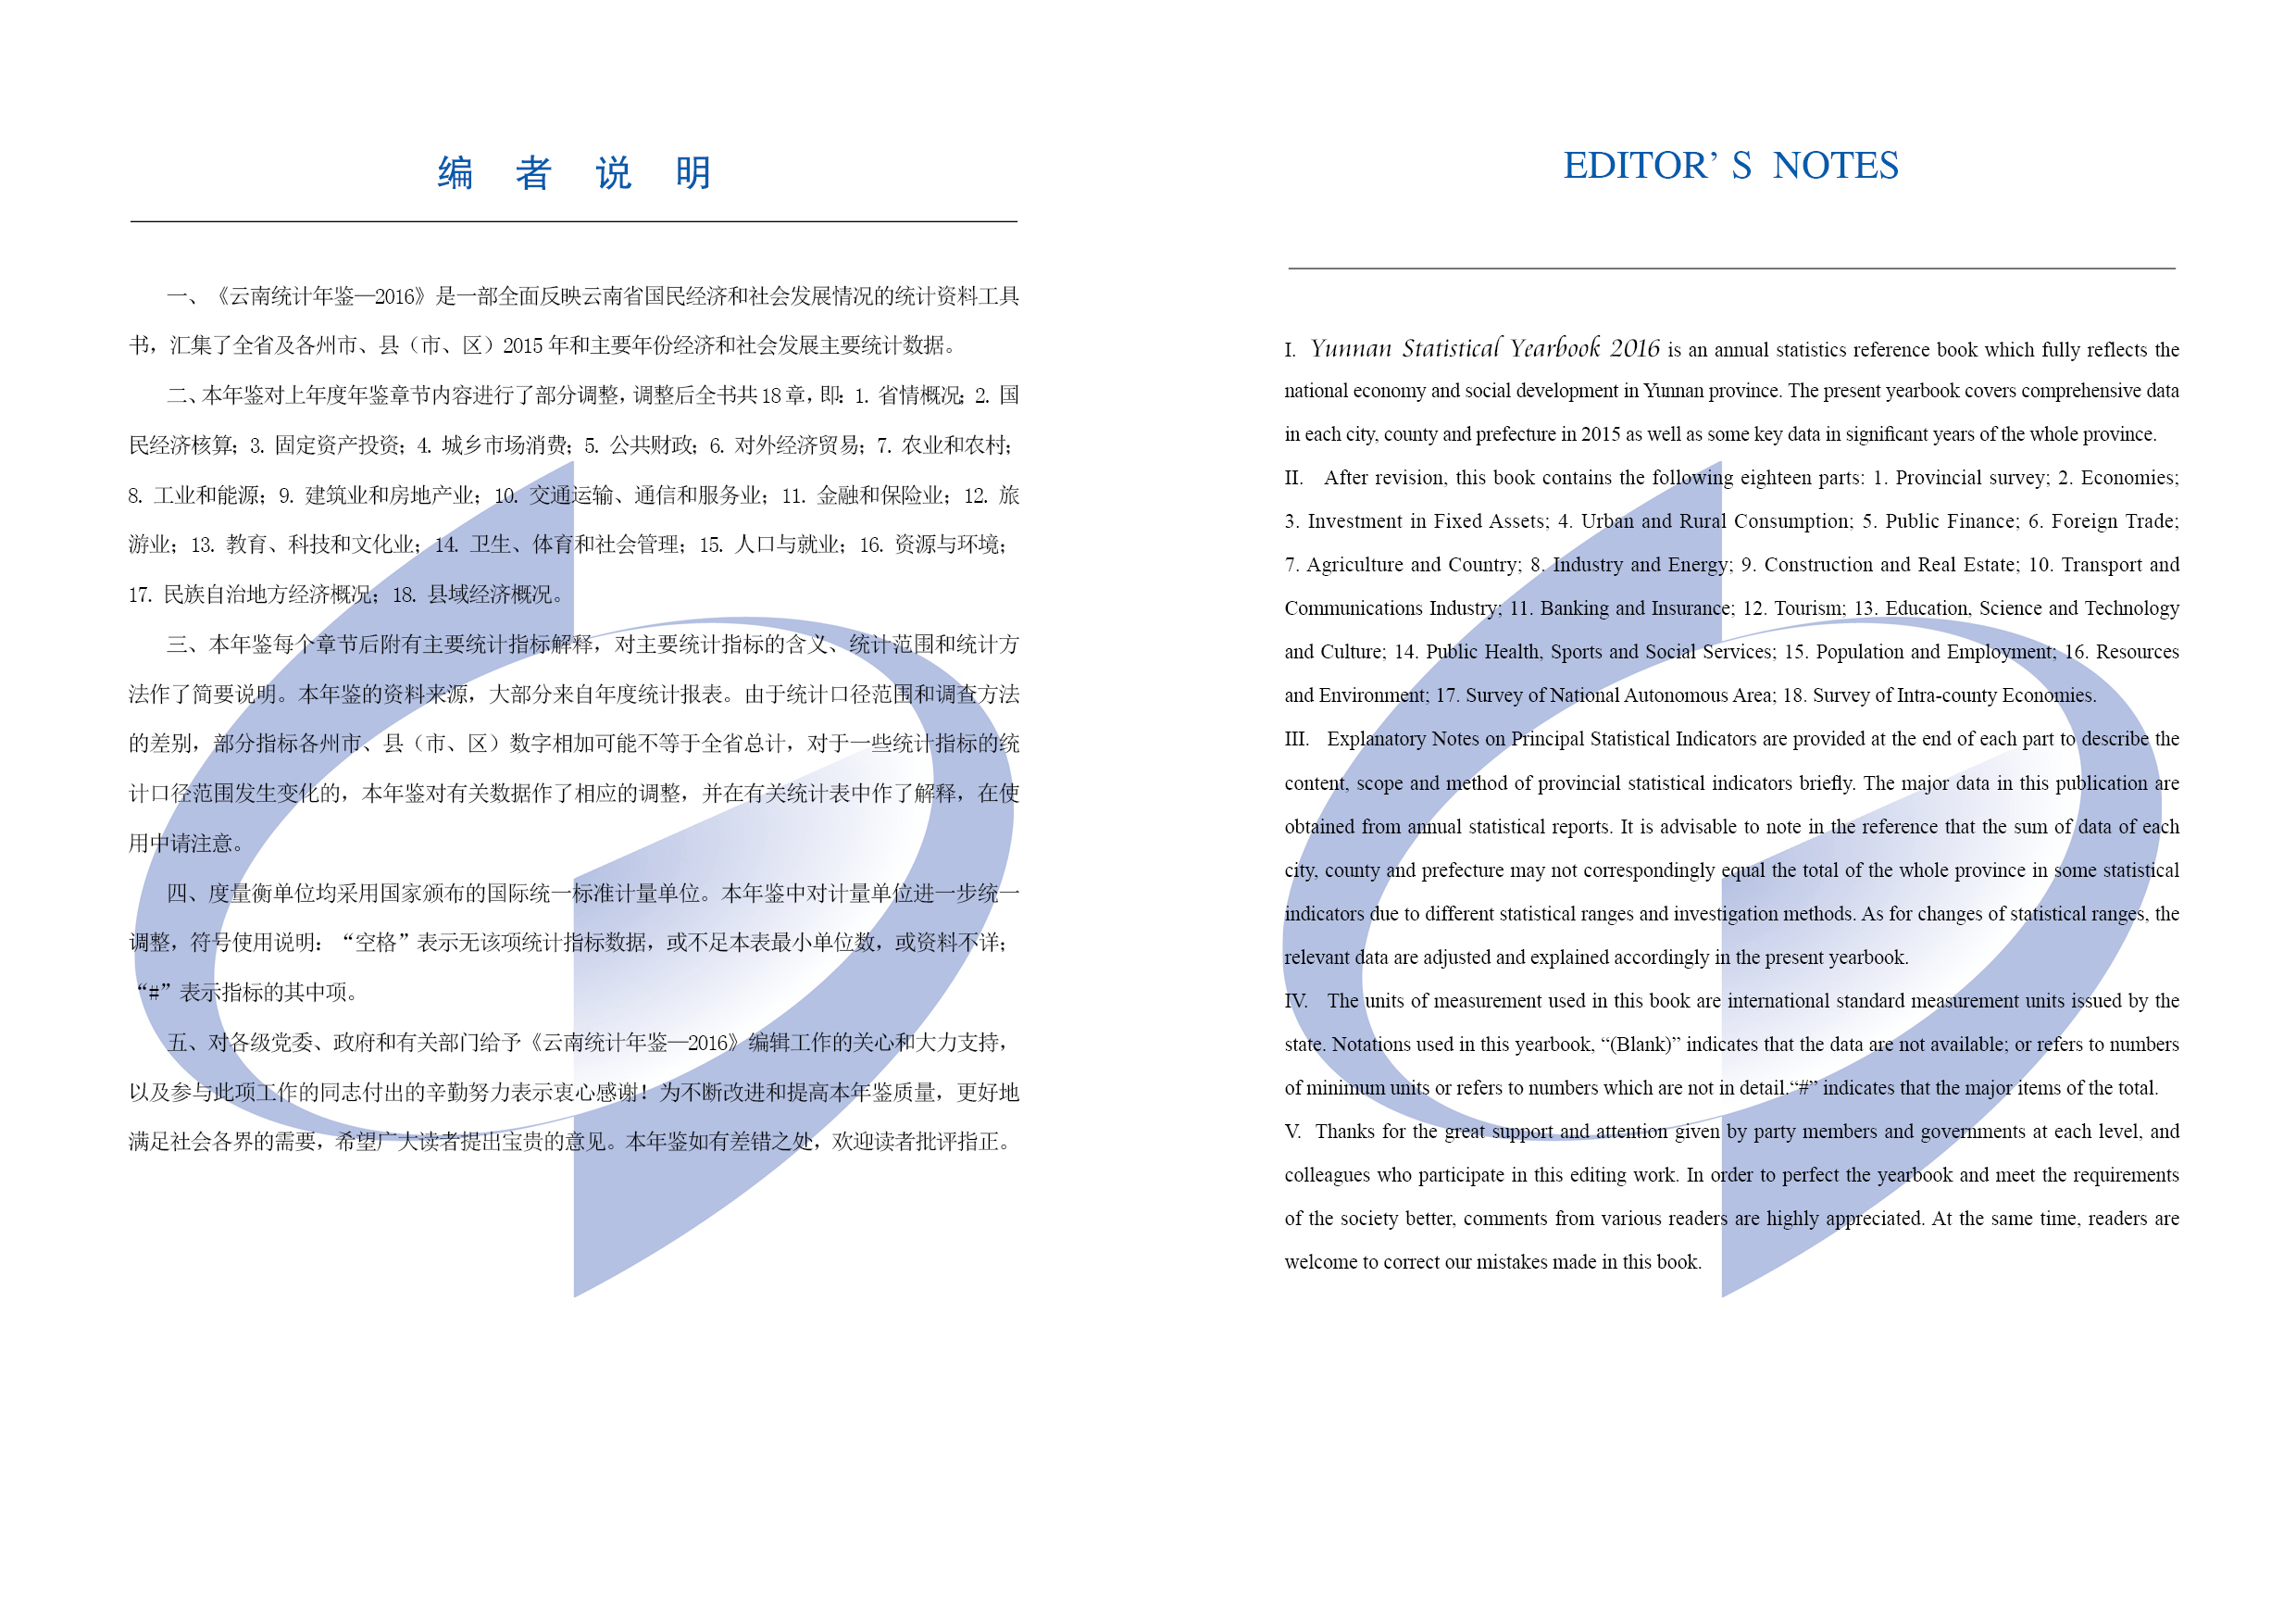 编 者 说 明
一、《云南统计年鉴—2016》是一部全面反映云南省国民经济和社会发展情况的统计资料工具
书，汇集了全省及各州市、县（市、区）2015 年和主要年份经济和社会发展主要统计数据。
二、本年鉴对上年度年鉴章节内容进行了部分调整，调整后全书共 18 章，即：1. 省情概况；2. 国
民经济核算；3. 固定资产投资；4. 城乡市场消费；5. 公共财政；6. 对外经济贸易；7. 农业和农村；
8. 工业和能源；9. 建筑业和房地产业；10. 交通运输、通信和服务业；11. 金融和保险业；12. 旅
游业；13. 教育、科技和文化业；14. 卫生、体育和社会管理；15. 人口与就业；16. 资源与环境；
17. 民族自治地方经济概况；18. 县域经济概况。
三、本年鉴每个章节后附有主要统计指标解释，对主要统计指标的含义、统计范围和统计方
法作了简要说明。本年鉴的资料来源，大部分来自年度统计报表。由于统计口径范围和调查方法
的差别，部分指标各州市、县（市、区）数字相加可能不等于全省总计，对于一些统计指标的统
计口径范围发生变化的，本年鉴对有关数据作了相应的调整，并在有关统计表中作了解释，在使
用中请注意。
四、度量衡单位均采用国家颁布的国际统一标准计量单位。本年鉴中对计量单位进一步统一
调整，符号使用说明：“空格”表示无该项统计指标数据，或不足本表最小单位数，或资料不详；
“#”表示指标的其中项。
五、对各级党委、政府和有关部门给予《云南统计年鉴—2016》编辑工作的关心和大力支持，
以及参与此项工作的同志付出的辛勤努力表示衷心感谢！为不断改进和提高本年鉴质量，更好地
满足社会各界的需要，希望广大读者提出宝贵的意见。本年鉴如有差错之处，欢迎读者批评指正。
EDITOR’ S NOTES
I. Yunnan Statistical Yearbook 2016 is an annual statistics reference book which fully reflects the
national economy and social development in Yunnan province. The present yearbook covers comprehensive data
in each city, county and prefecture in 2015 as well as some key data in significant years of the whole province.
II. After revision, this book contains the following eighteen parts: 1. Provincial survey; 2. Economies;
3. Investment in Fixed Assets; 4. Urban and Rural Consumption; 5. Public Finance; 6. Foreign Trade;
7. Agriculture and Country; 8. Industry and Energy; 9. Construction and Real Estate; 10. Transport and
Communications Industry; 11. Banking and Insurance; 12. Tourism; 13. Education, Science and Technology
and Culture; 14. Public Health, Sports and Social Services; 15. Population and Employment; 16. Resources
and Environment; 17. Survey of National Autonomous Area; 18. Survey of Intra-county Economies.
III. Explanatory Notes on Principal Statistical Indicators are provided at the end of each part to describe the
content, scope and method of provincial statistical indicators briefly. The major data in this publication are
obtained from annual statistical reports. It is advisable to note in the reference that the sum of data of each
city, county and prefecture may not correspondingly equal the total of the whole province in some statistical
indicators due to different statistical ranges and investigation methods. As for changes of statistical ranges, the
relevant data are adjusted and explained accordingly in the present yearbook.
IV. The units of measurement used in this book are international standard measurement units issued by the
state. Notations used in this yearbook, “(Blank)” indicates that the data are not available; or refers to numbers
of minimum units or refers to numbers which are not in detail.“#” indicates that the major items of the total.
V. Thanks for the great support and attention given by party members and governments at each level, and
colleagues who participate in this editing work. In order to perfect the yearbook and meet the requirements
of the society better, comments from various readers are highly appreciated. At the same time, readers are
welcome to correct our mistakes made in this book.